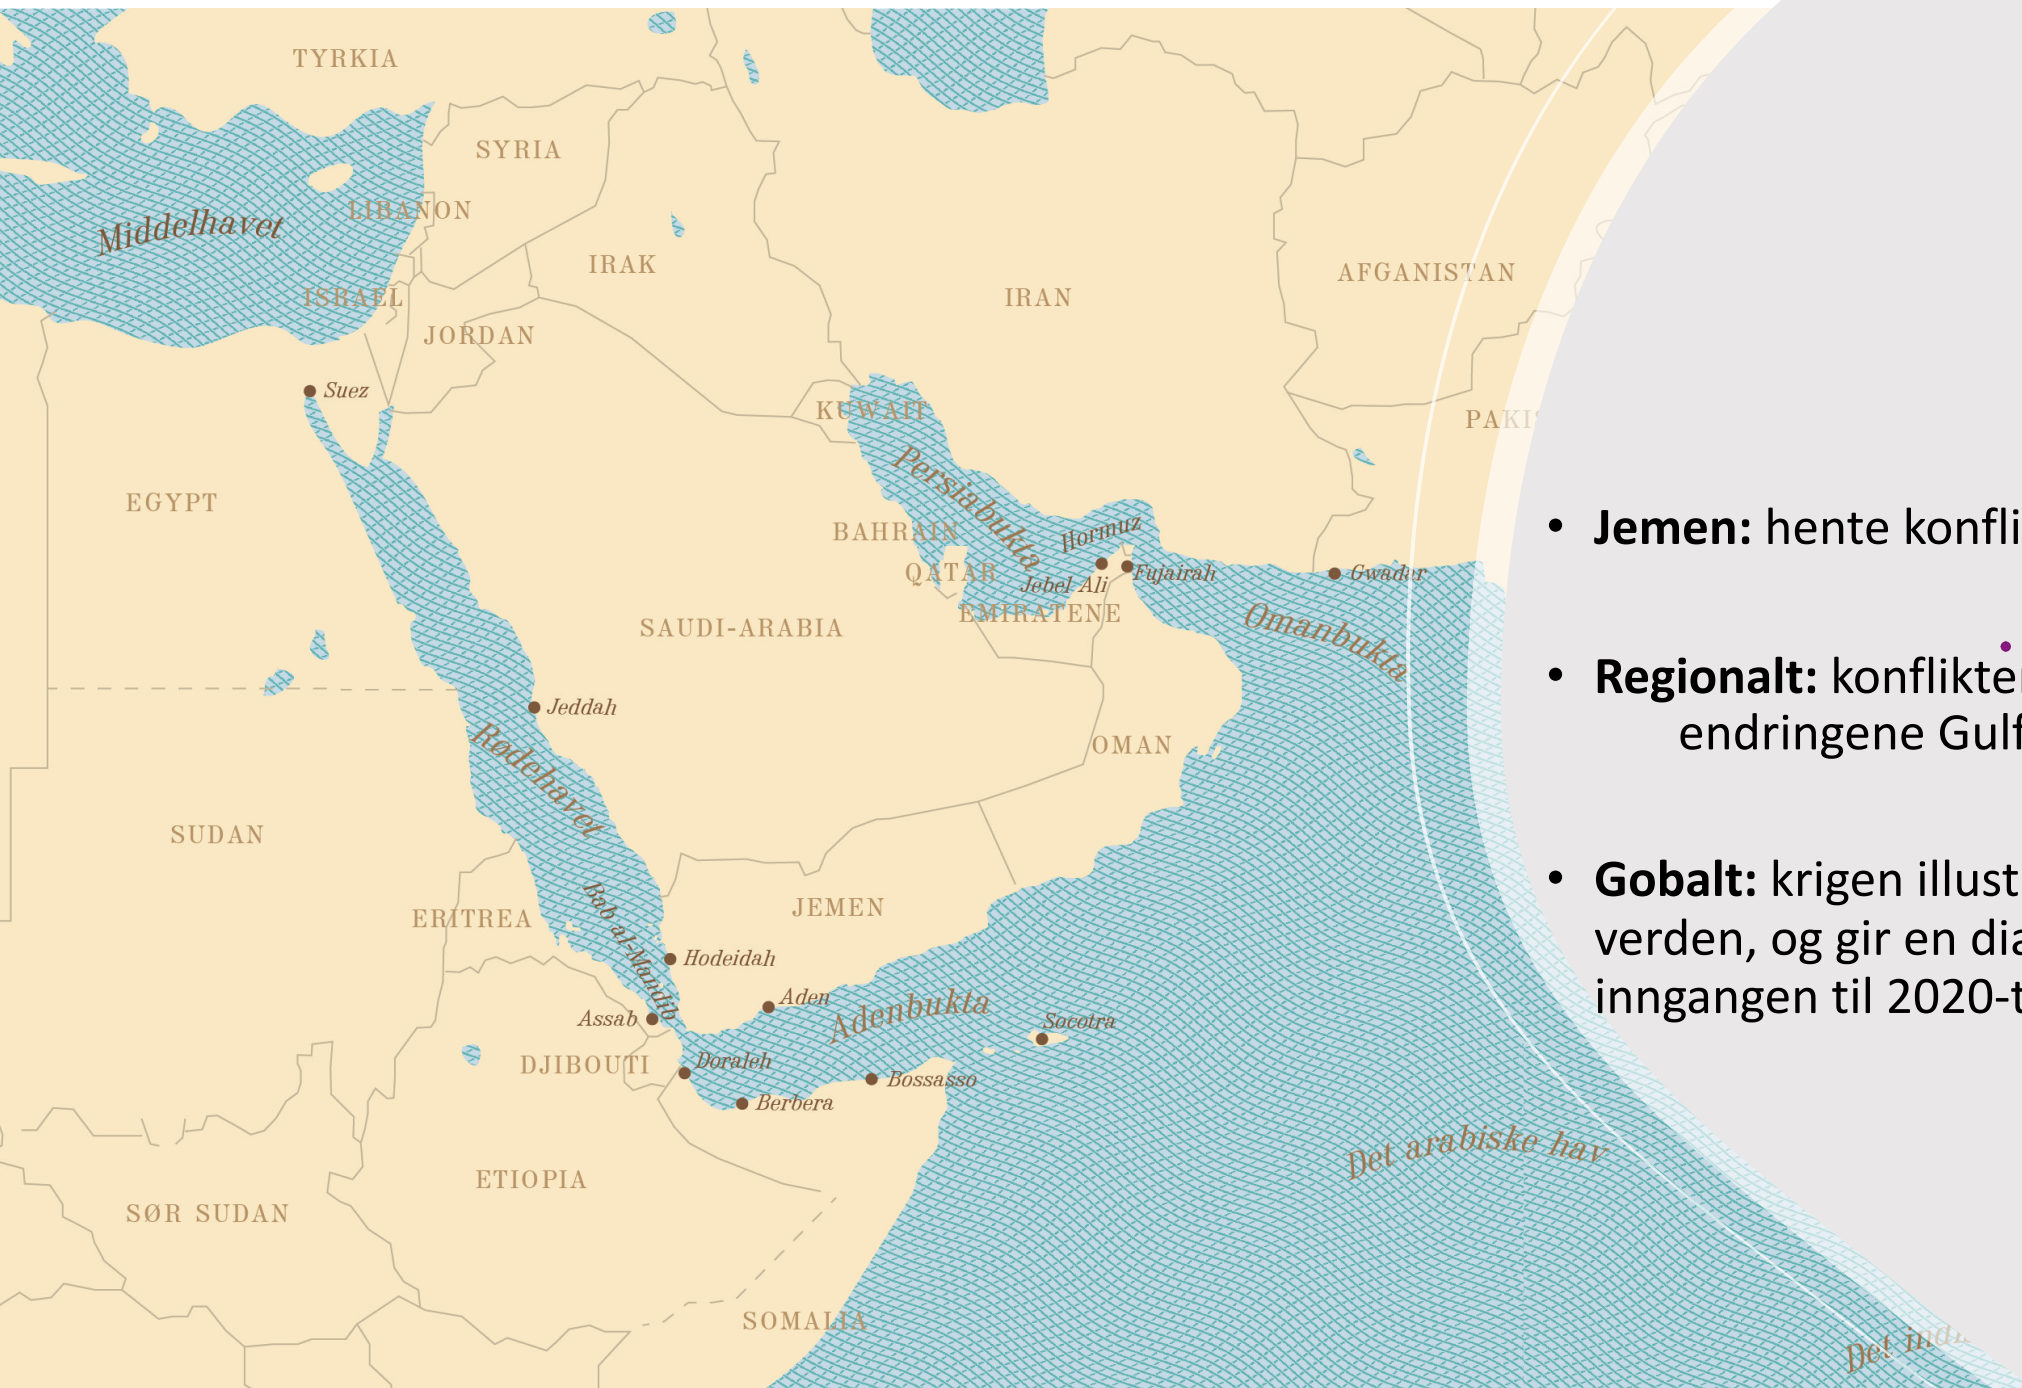 TYRKIA
SYRIA
LIBANON
Middelhavet
IRAK
ISRAEL
IRAN
AFGANISTAN
JORDAN
Suez
KUWAIT
PAKIS
Persiabukta
EGYPT
BAHRAIN
Hormuz
QATAR
Jebel Ali
Fujairah
Gwadar
EMIRATENE
Omanbukta
SAUDI-ARABIA
Jeddah
Rødehavet
OMAN
SUDAN
JEMEN
ERITREA
Bab al-Mandib
Hodeidah
Aden
Adenbukta
Assab
Socotra
DJIBOUTI
Doraleh
Bossasso
Berbera
Det arabiske hav
ETIOPIA
SØR SUDAN
SOMALIA
Det indi
• Jemen: hente konfli
• Regionalt: konflikte
endringene Gulf
• Gobalt: krigen illust
verden, og gir en dia
inngangen til 2020-t